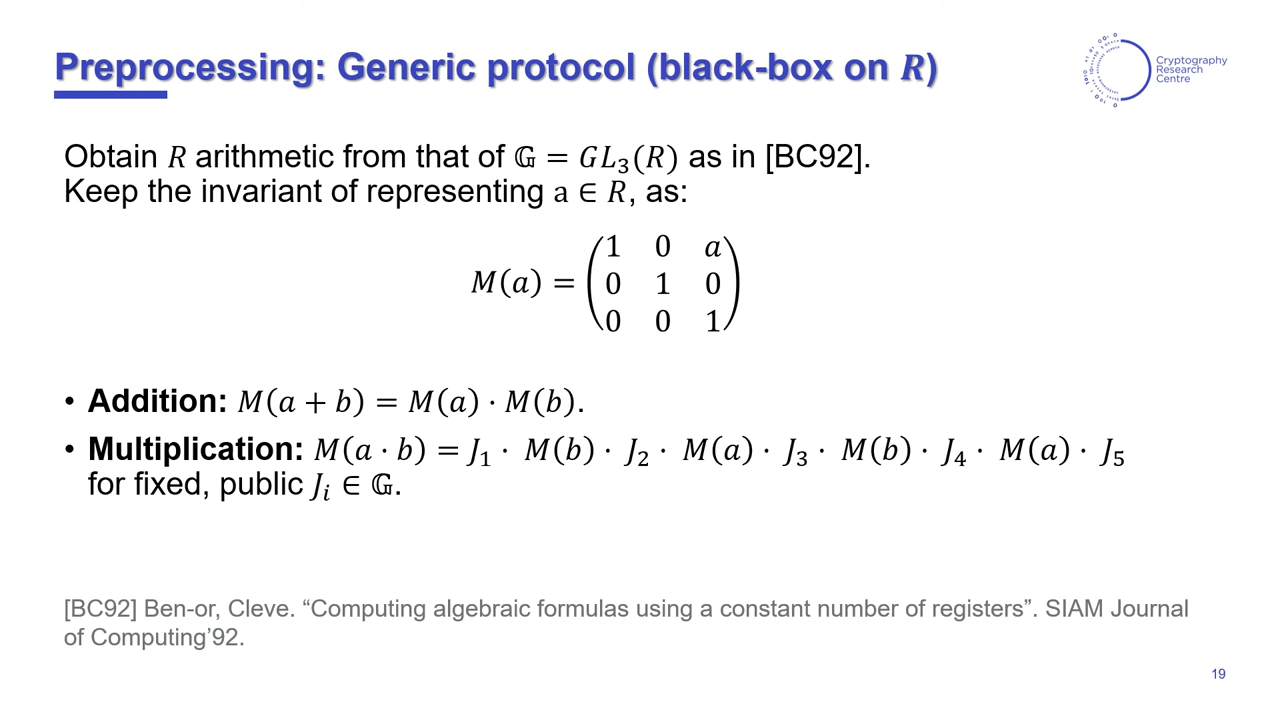 Preprocessing: Generic protocol (black-box on 𝑅)
Cryptography
Research
Centre
Obtain 𝑅 arithmetic from that of 𝔾 = 𝐺𝐿₃(𝑅) as in [BC92].
Keep the invariant of representing a ∈ 𝑅, as:
𝑀(𝑎) = (1 0 𝑎
0 1 0
0 0 1)
• Addition: 𝑀(𝑎 + 𝑏) = 𝑀(𝑎) · 𝑀(𝑏).
• Multiplication: 𝑀(𝑎 · 𝑏) = 𝐽₁ · 𝑀(𝑏) · 𝐽₂ · 𝑀(𝑎) · 𝐽₃ · 𝑀(𝑏) · 𝐽₄ · 𝑀(𝑎) · 𝐽₅
for fixed, public 𝐽ᵢ ∈ 𝔾.
[BC92] Ben-or, Cleve. “Computing algebraic formulas using a constant number of registers”. SIAM Journal
of Computing’92.
19